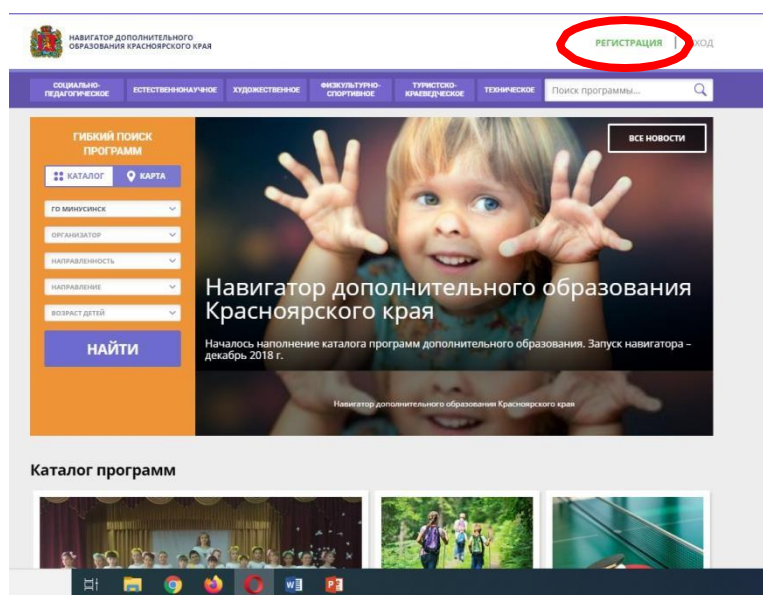 НАВИГАТОР ДОПОЛНИТЕЛЬНОГО
ОБРАЗОВАНИЯ КРАСНОЯРСКОГО КРАЯ
РЕГИСТРАЦИЯ
СОЦИАЛЬНО-
ПЕДАГОГИЧЕСКОЕ
ЕСТЕСТВЕННОНАУЧНОЕ
ХУДОЖЕСТВЕННОЕ
ФИЗКУЛЬТУРНО-
СПОРТИВНОЕ
ТУРИСТСКО-
КРАЕВЕДЧЕСКОЕ
ТЕХНИЧЕСКОЕ
Поиск программы...
ГИБКИЙ ПОИСК
ПРОГРАММ
КАТАЛОГ
КАРТА
ГО МИНУСИНСК
ОРГАНИЗАТОР
НАПРАВЛЕННОСТЬ
НАПРАВЛЕНИЕ
ВОЗРАСТ ДЕТЕЙ
НАЙТИ
ВСЕ НОВОСТИ
Навигатор дополнительного образования
Красноярского края
Началось наполнение каталога программ дополнительного образования. Запуск навигатора –
декабрь 2018 г.
Навигатор дополнительного образования Красноярского края
Каталог программ